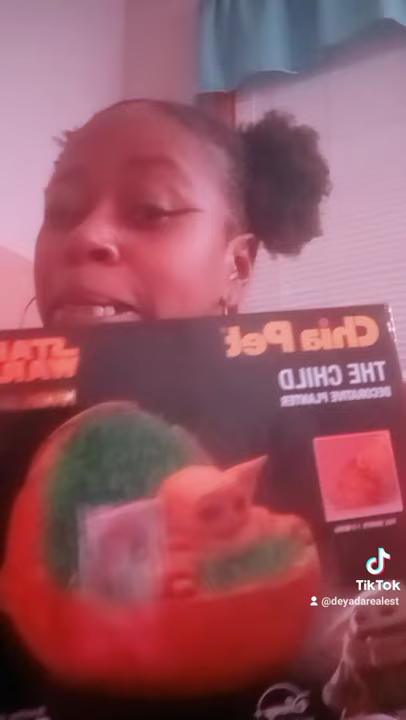 STAR
WARS
Chia Pet
THE CHILD
DECORATIVE PLANTER
TikTok
@deyadarealest